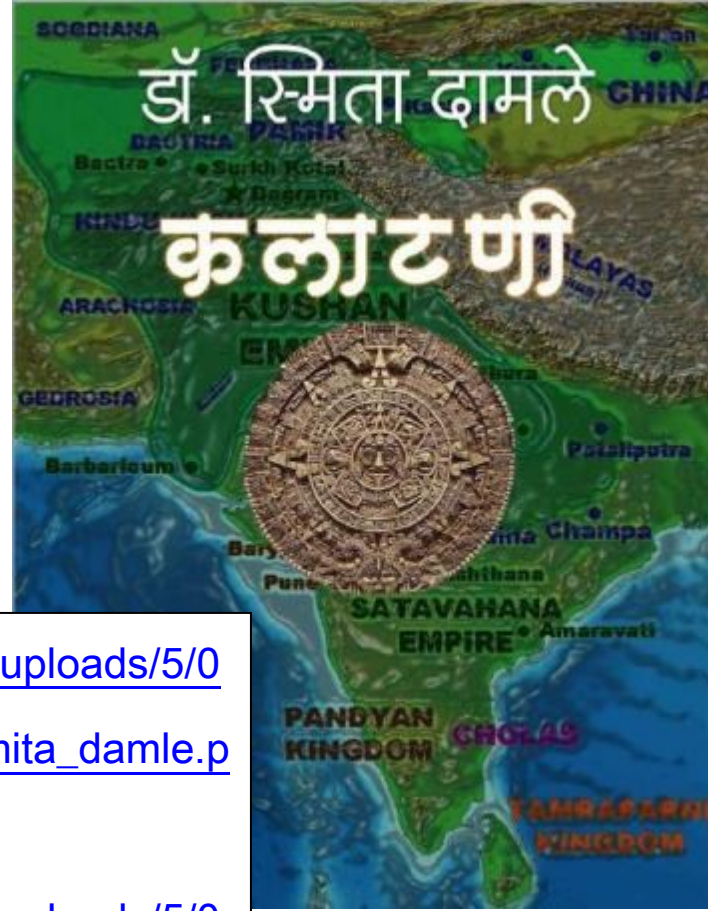 SOGDIANA
डॉ. स्मिता दामले
CHINA
BACTRIA PAMIR
Bactra
Surkh Kotal
Bagram
कलाटणी
ARACHOSIA
KUSHAN
GEDROSIA
Barbaricum
Pataliputra
Champa
SATAVAHANA
EMPIRE
Amaravati
PANDYAN
KINGDOM
CHOLAS
TAMRAPARNI
KINGDOM
uploads/5/0
nita_damle.p